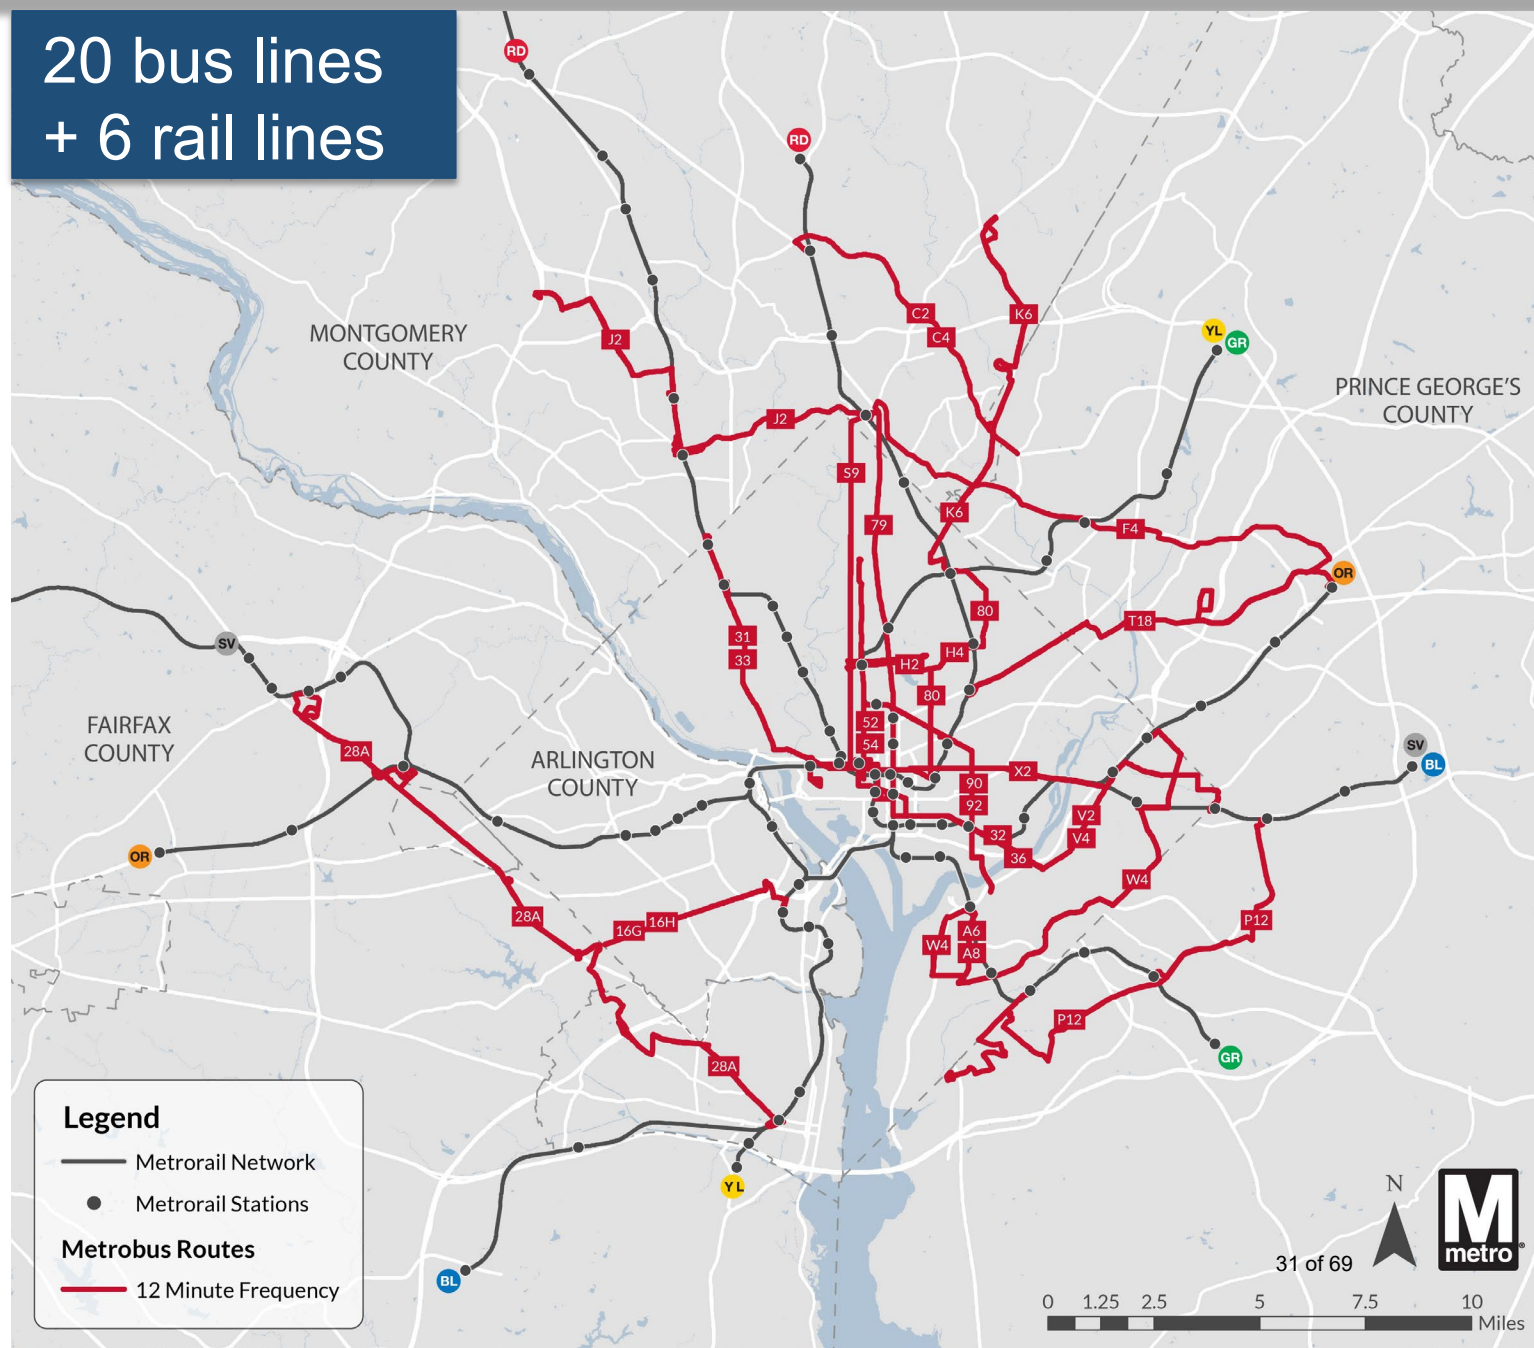 20 bus lines
+ 6 rail lines
RD
RD
MONTGOMERY
COUNTY
J2
C2
C4
K6
YL
GR
PRINCE GEORGE'S
COUNTY
J2
S9
79
K6
F4
OR
80
T18
31
33
H2
H4
80
SV
FAIRFAX
COUNTY
28A
ARLINGTON
COUNTY
52
54
X2
90
92
SV
BL
V2
V4
32
36
OR
W4
28A
16G
16H
W4
A6
A8
P12
P12
28A
GR
YL
BL
Legend
Metrorail Network
Metrorail Stations
Metrobus Routes
12 Minute Frequency
N
M
metro
31 of 69
0 1.25 2.5 5 7.5 10
Miles